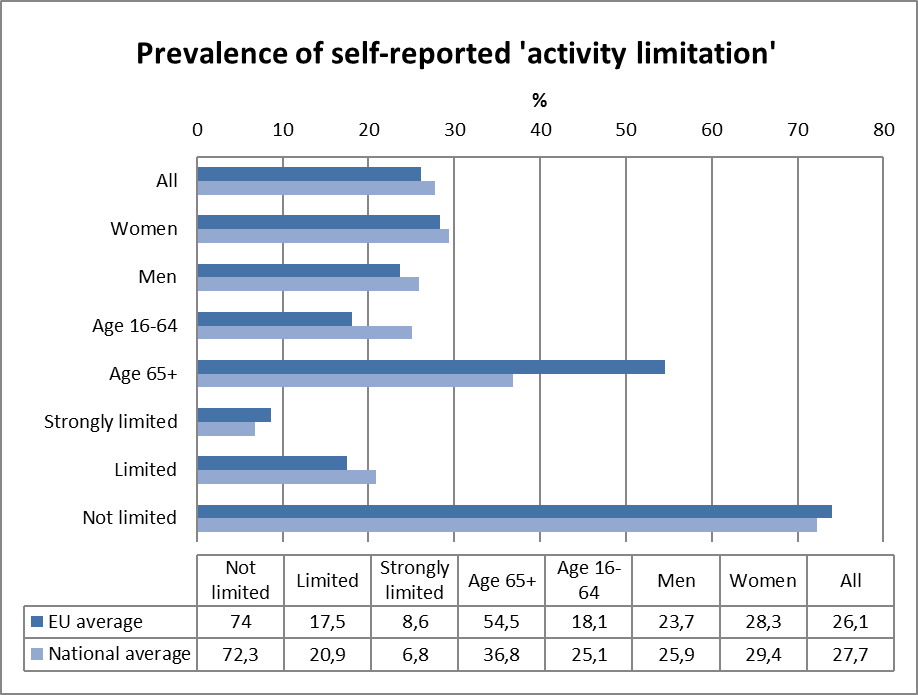 Prevalence of self-reported 'activity limitation'
%
0 10 20 30 40 50 60 70 80
All
Women
Men
Age 16-64
Age 65+
Strongly limited
Limited
Not limited
Not limited Limited Strongly limited Age 65+ Age 16-64 Men Women All
EU average 74 17,5 8,6 54,5 18,1 23,7 28,3 26,1
National average 72,3 20,9 6,8 36,8 25,1 25,9 29,4 27,7